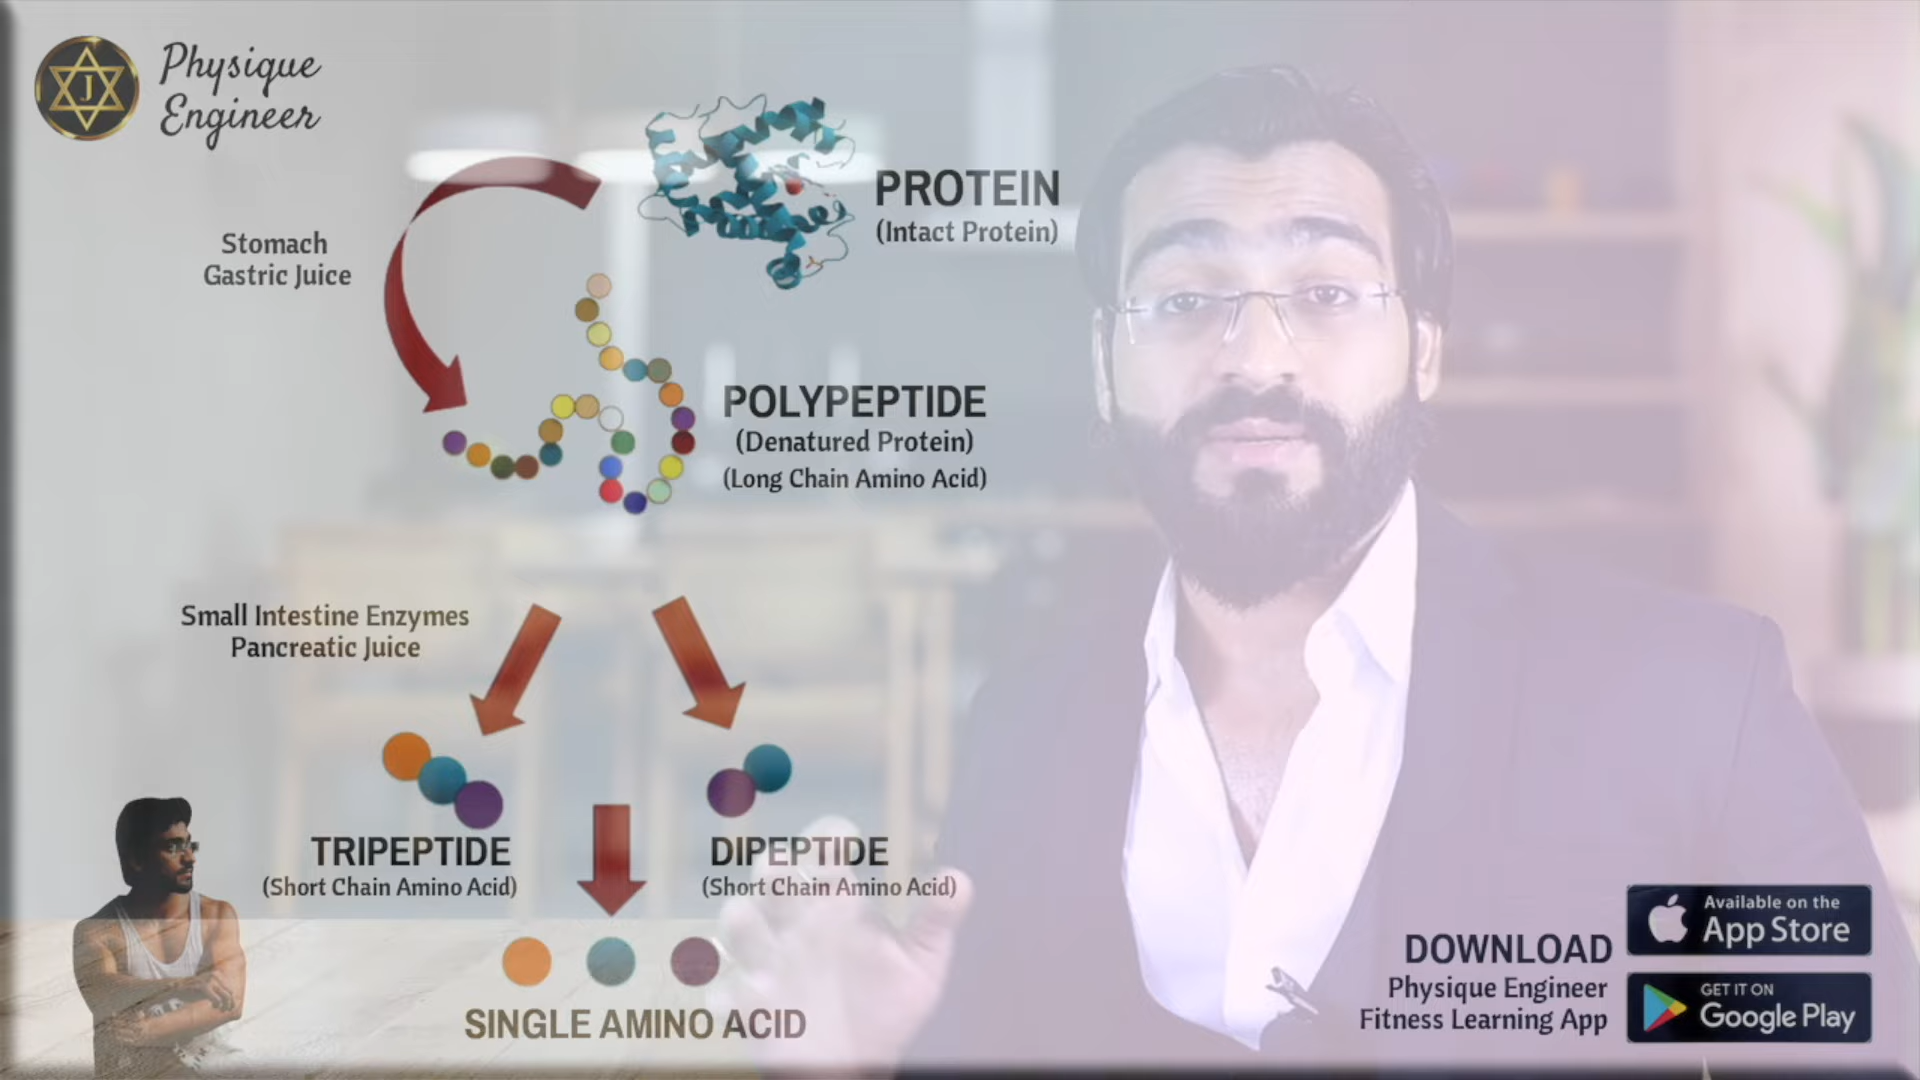 J
Physique
Engineer
PROTEIN
(Intact Protein)
Stomach
Gastric Juice
POLYPEPTIDE
(Denatured Protein)
(Long Chain Amino Acid)
Small Intestine Enzymes
Pancreatic Juice
TRIPEPTIDE
(Short Chain Amino Acid)
DIPEPTIDE
(Short Chain Amino Acid)
SINGLE AMINO ACID
DOWNLOAD
Physique Engineer
Fitness Learning App
Available on the
App Store
GET IT ON
Google Play